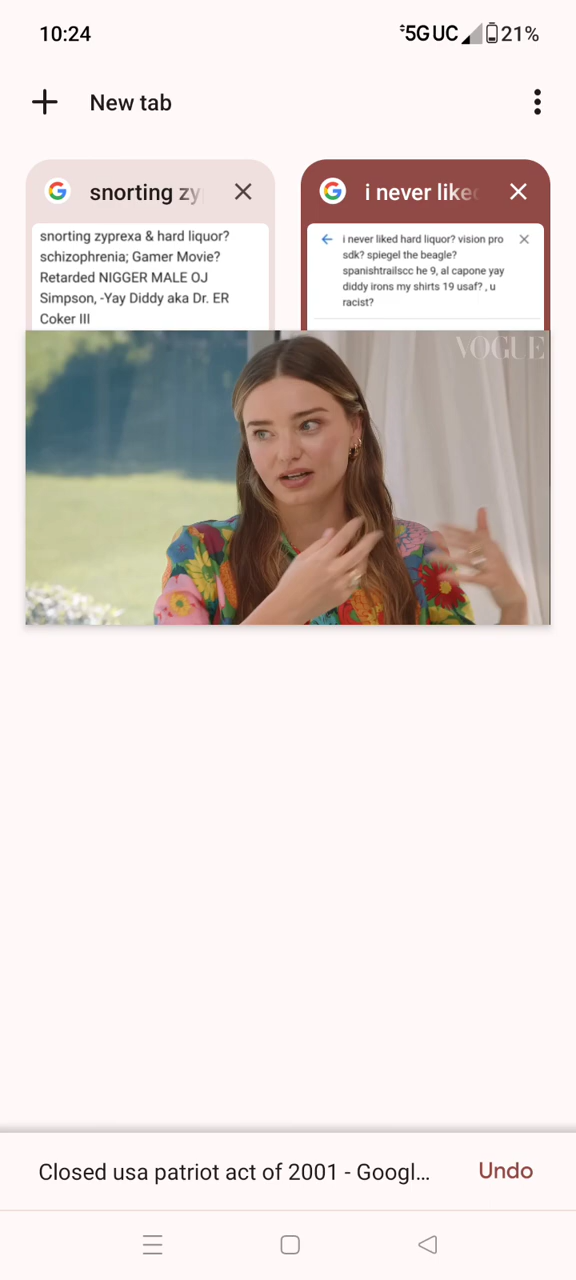 10:24
5G UC 21%
New tab
snorting zy
i never liked
snorting zyprexa & hard liquor?
schizophrenia; Gamer Movie?
Retarded NIGGER MALE OJ
Simpson, -Yay Diddy aka Dr. ER
Coker III
i never liked hard liquor? vision pro
sdk? spiegel the beagle?
spanishtrailscc he 9, al capone yay
diddy irons my shirts 19 usaf? , u
racist?
VOGUE
Closed usa patriot act of 2001 - Googl...
Undo